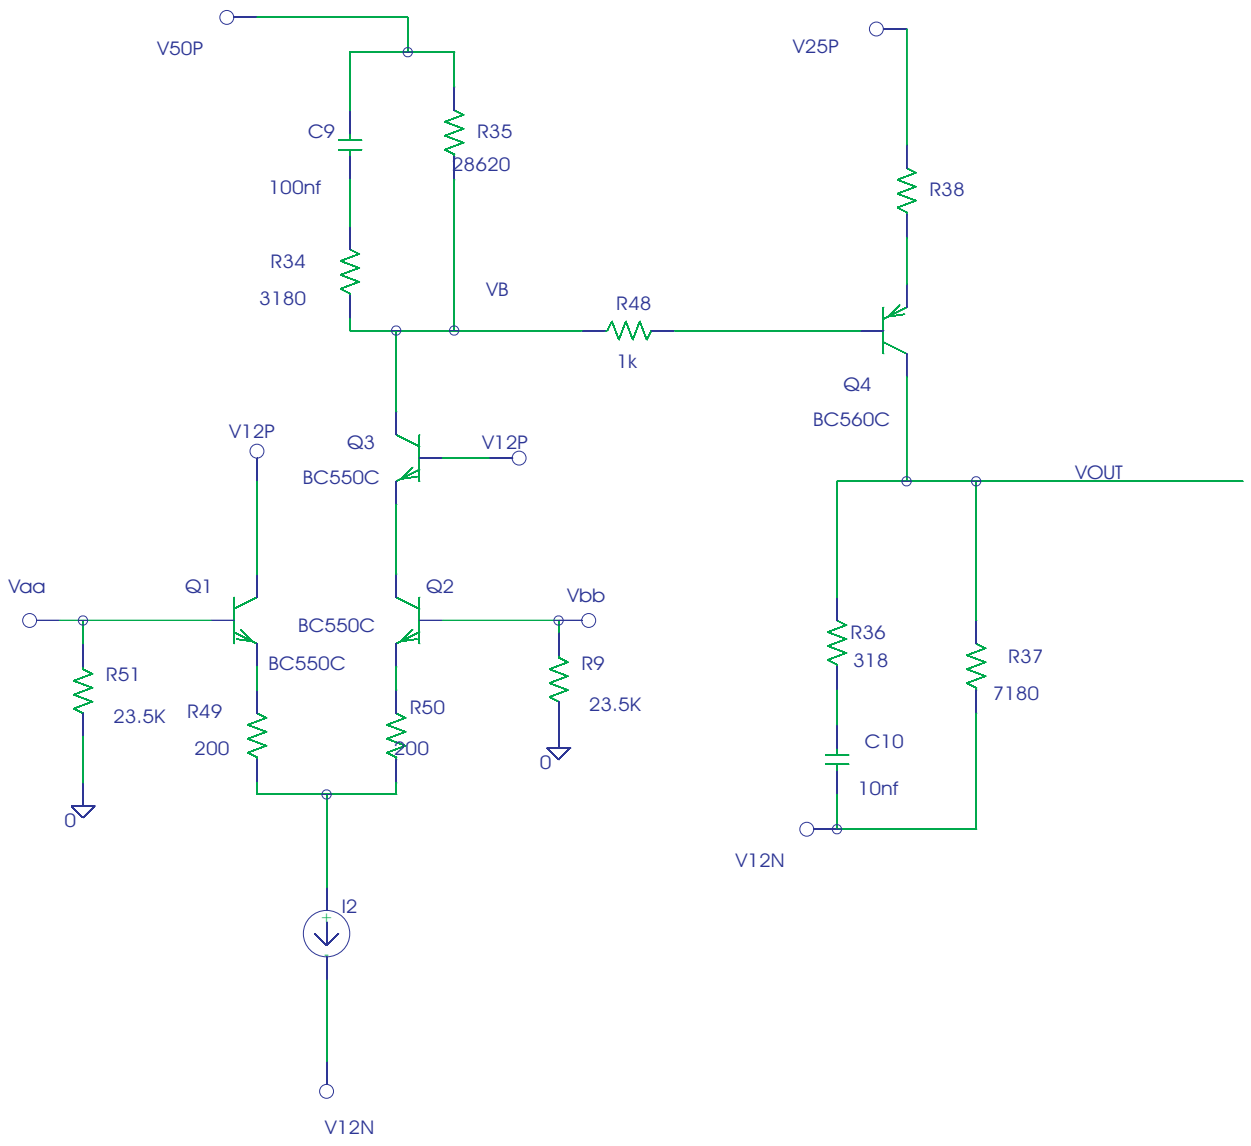 V50P
V25P
C9
R35
28620
100nf
R38
R34
3180
VB
R48
1k
Q4
BC560C
V12P
Q3
V12P
BC550C
VOUT
Vaa
Q1
Q2
Vbb
BC550C
BC550C
R36
318
R37
7180
R51
23.5K
R9
23.5K
R49
200
R50
200
C10
10nf
0
0
V12N
I2
+
-
V12N